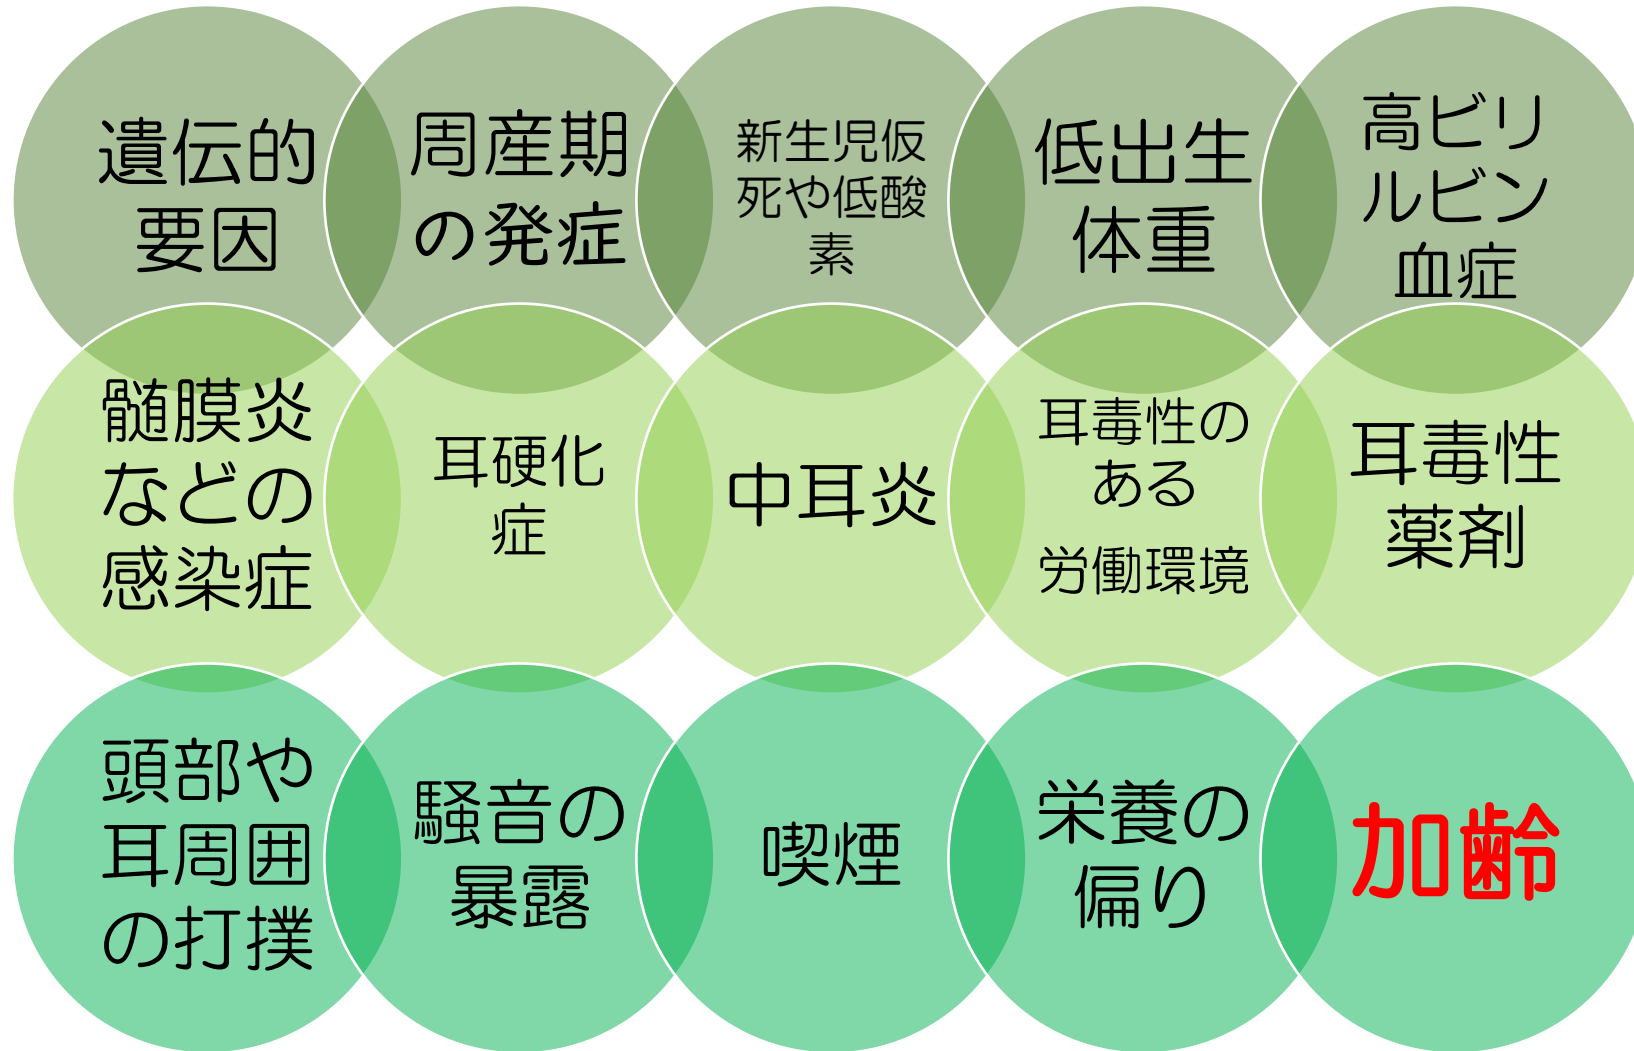 遺伝的
要因
周産期
の発症
新生児仮
死や低酸
素
低出生
体重
高ビリ
ルビン
血症
髄膜炎
などの
感染症
耳硬化
症
中耳炎
耳毒性の
ある
労働環境
耳毒性
薬剤
頭部や
耳周囲
の打撲
騒音の
暴露
喫煙
栄養の
偏り
加齢